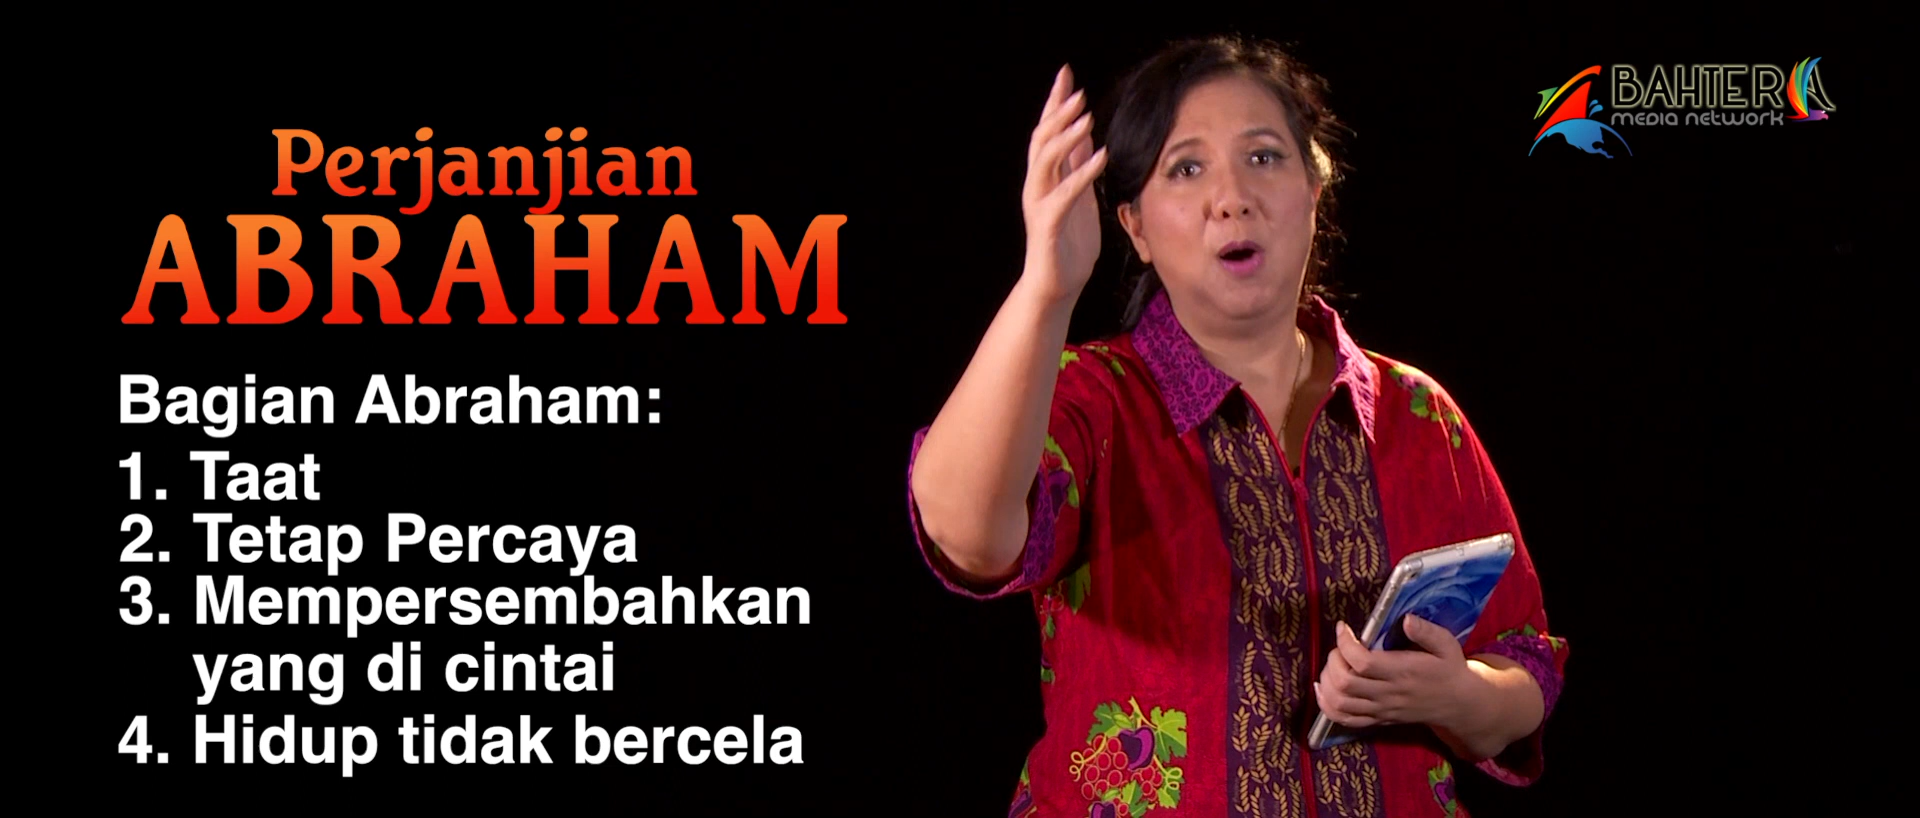 Perjanjian
ABRAHAM
Bagian Abraham:
1. Taat
2. Tetap Percaya
3. Mempersembahkan
yang di cintai
4. Hidup tidak bercela
BAHTERA
MEDIA NETWORK